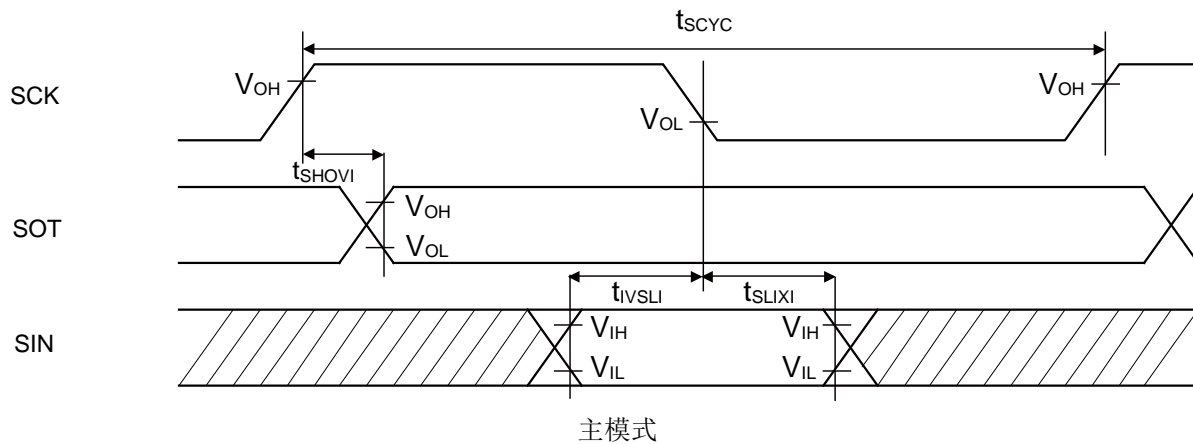 tSCYC
SCK
VOH
VOH
VOL
tSHOVI
SOT
VOH
VOL
tIVSLI
tSLIXI
SIN
VIH
VIH
VIL
VIL
主模式